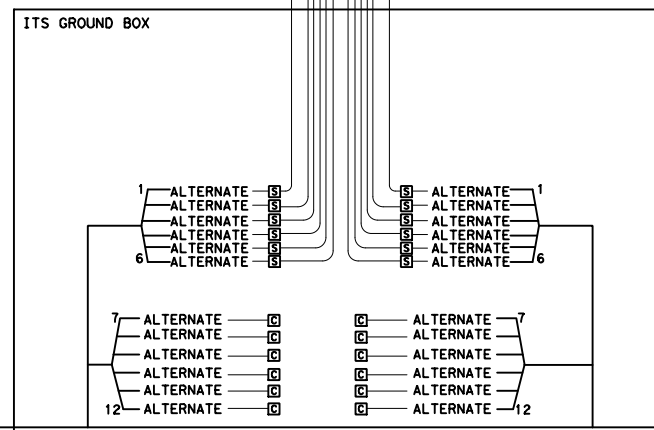 ITS GROUND BOX
1 ALTERNATE S S ALTERNATE 1
ALTERNATE S S ALTERNATE
ALTERNATE S S ALTERNATE
ALTERNATE S S ALTERNATE
ALTERNATE S S ALTERNATE
6 ALTERNATE S S ALTERNATE 6
7 ALTERNATE C C ALTERNATE 7
ALTERNATE C C ALTERNATE
ALTERNATE C C ALTERNATE
ALTERNATE C C ALTERNATE
ALTERNATE C C ALTERNATE
12 ALTERNATE C C ALTERNATE 12